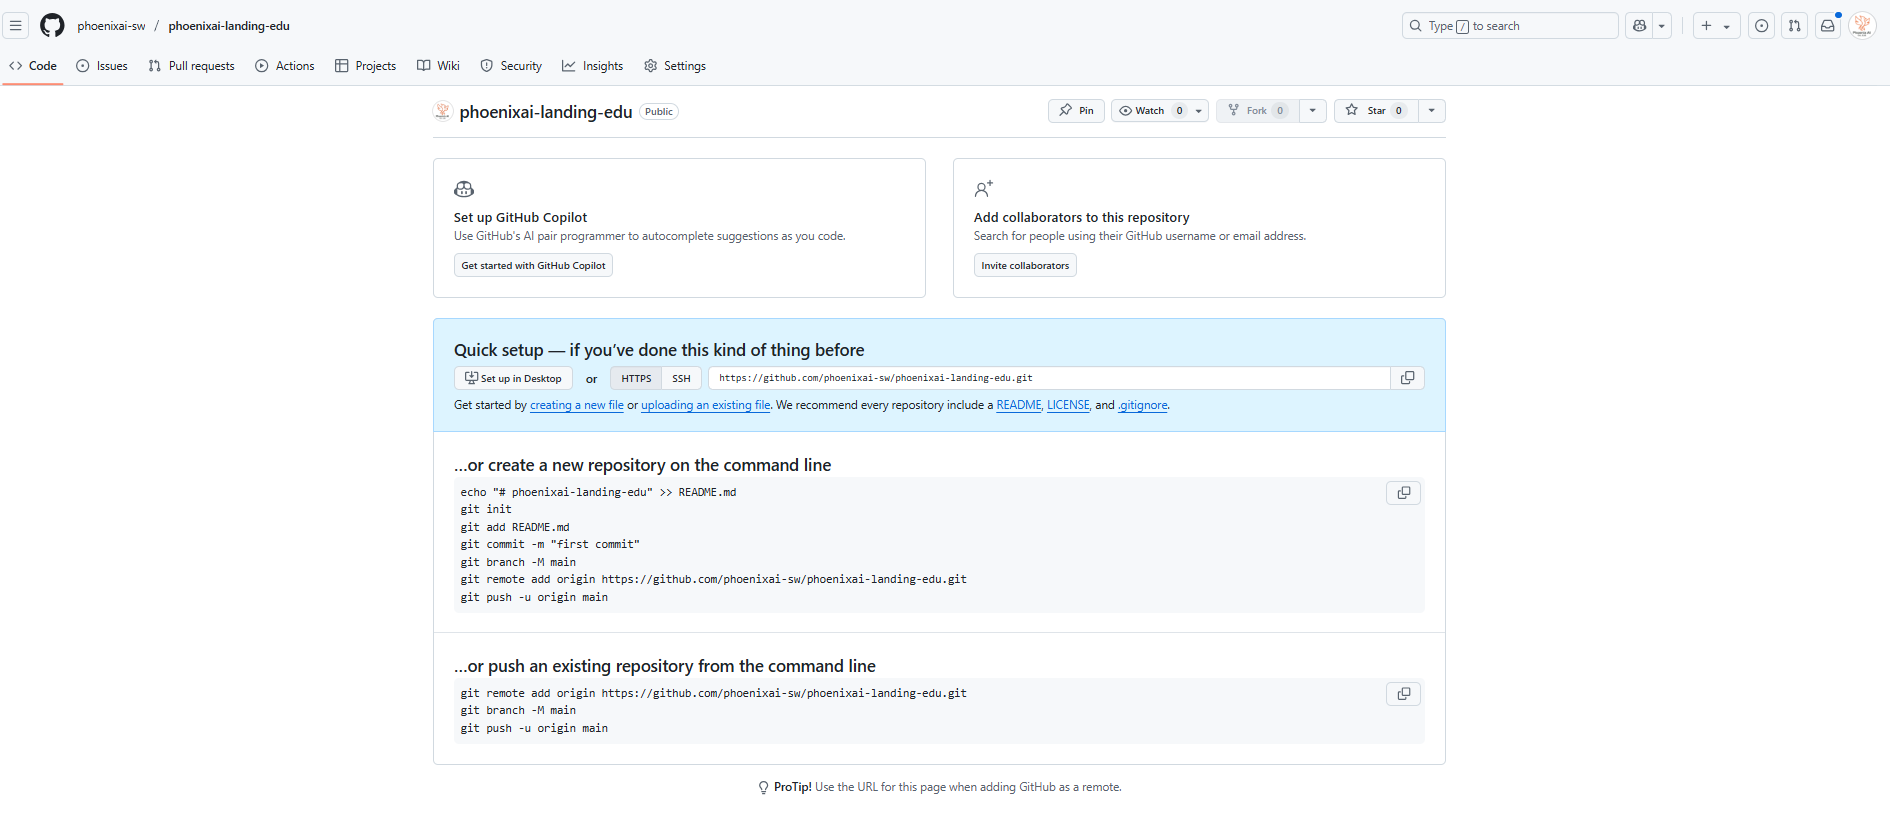 phoenixai-sw / phoenixai-landing-edu
Type / to search
Code Issues Pull requests Actions Projects Wiki Security Insights Settings
phoenixai-landing-edu Public
Pin Watch 0 Fork 0 Star 0
Set up GitHub Copilot
Use GitHub's AI pair programmer to autocomplete suggestions as you code.
Get started with GitHub Copilot
Add collaborators to this repository
Search for people using their GitHub username or email address.
Invite collaborators
Quick setup — if you’ve done this kind of thing before
Set up in Desktop or HTTPS SSH https://github.com/phoenixai-sw/phoenixai-landing-edu.git
Get started by creating a new file or uploading an existing file. We recommend every repository include a README, LICENSE, and .gitignore.
…or create a new repository on the command line
echo "# phoenixai-landing-edu" >> README.md
git init
git add README.md
git commit -m "first commit"
git branch -M main
git remote add origin https://github.com/phoenixai-sw/phoenixai-landing-edu.git
git push -u origin main
…or push an existing repository from the command line
git remote add origin https://github.com/phoenixai-sw/phoenixai-landing-edu.git
git branch -M main
git push -u origin main
ProTip! Use the URL for this page when adding GitHub as a remote.